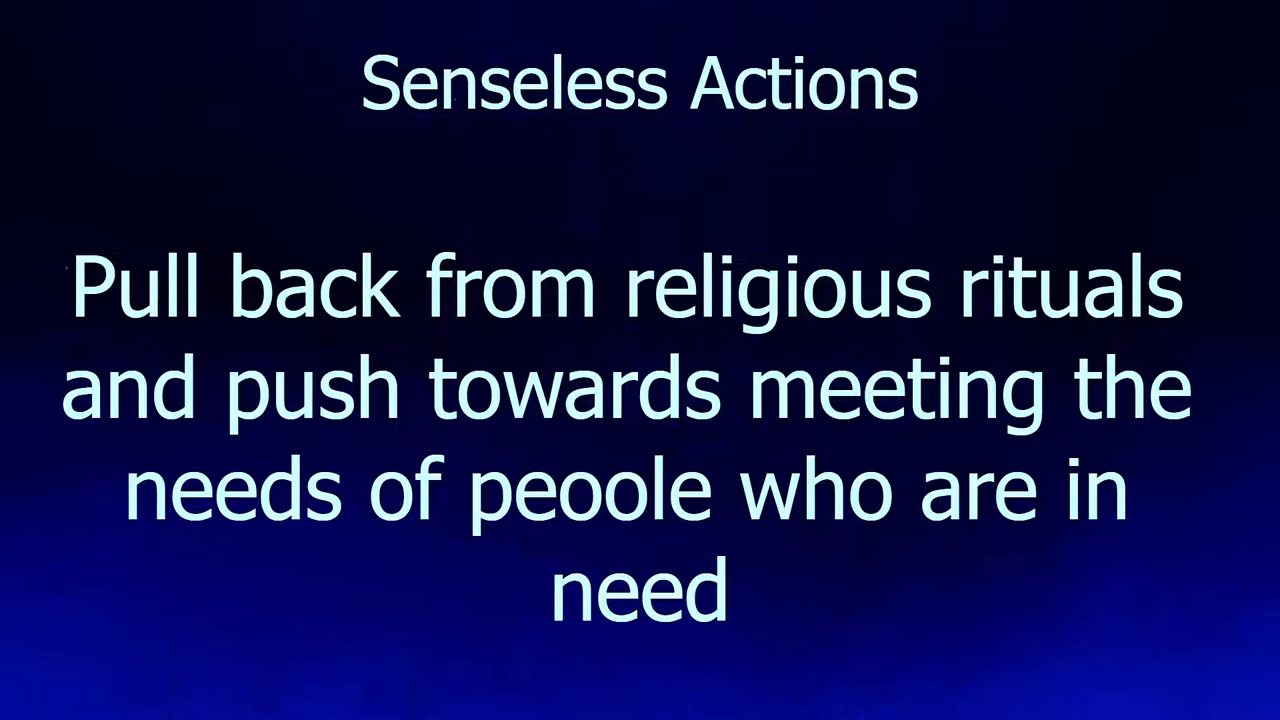 Senseless Actions
Pull back from religious rituals
and push towards meeting the
needs of peoole who are in
need